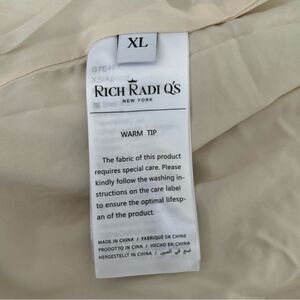 XL
RICH RADI Q'S
NEW YORK
WARM TIP
The fabric of this product
requires special care. Please
kindly follow the washing in-
structions on the care label
to ensure the optimal lifesp-
an of the product.
MADE IN CHINA / FABRIQUÉ EN CHINE
PRODOTTO IN CINA / HECHO EN CHINA
HERGESTELLT IN CHINA / صنع في الصين